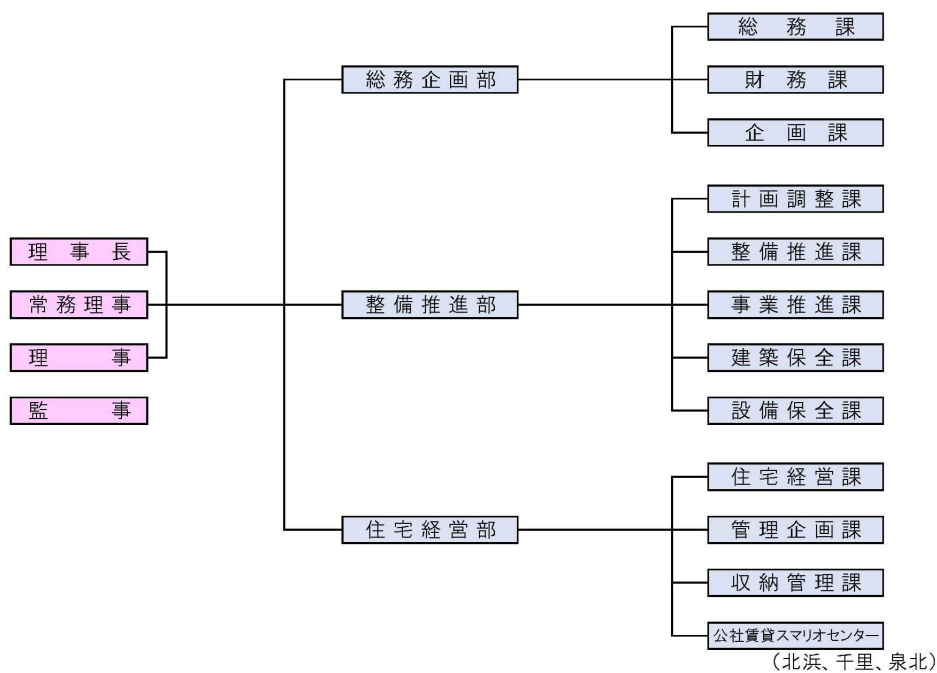 理事長
常務理事
理事
監事
総務企画部
総務課
財務課
企画課
整備推進部
計画調整課
整備推進課
事業推進課
建築保全課
設備保全課
住宅経営部
住宅経営課
管理企画課
収納管理課
公社賃貸スマリオセンター
（北浜、千里、泉北）